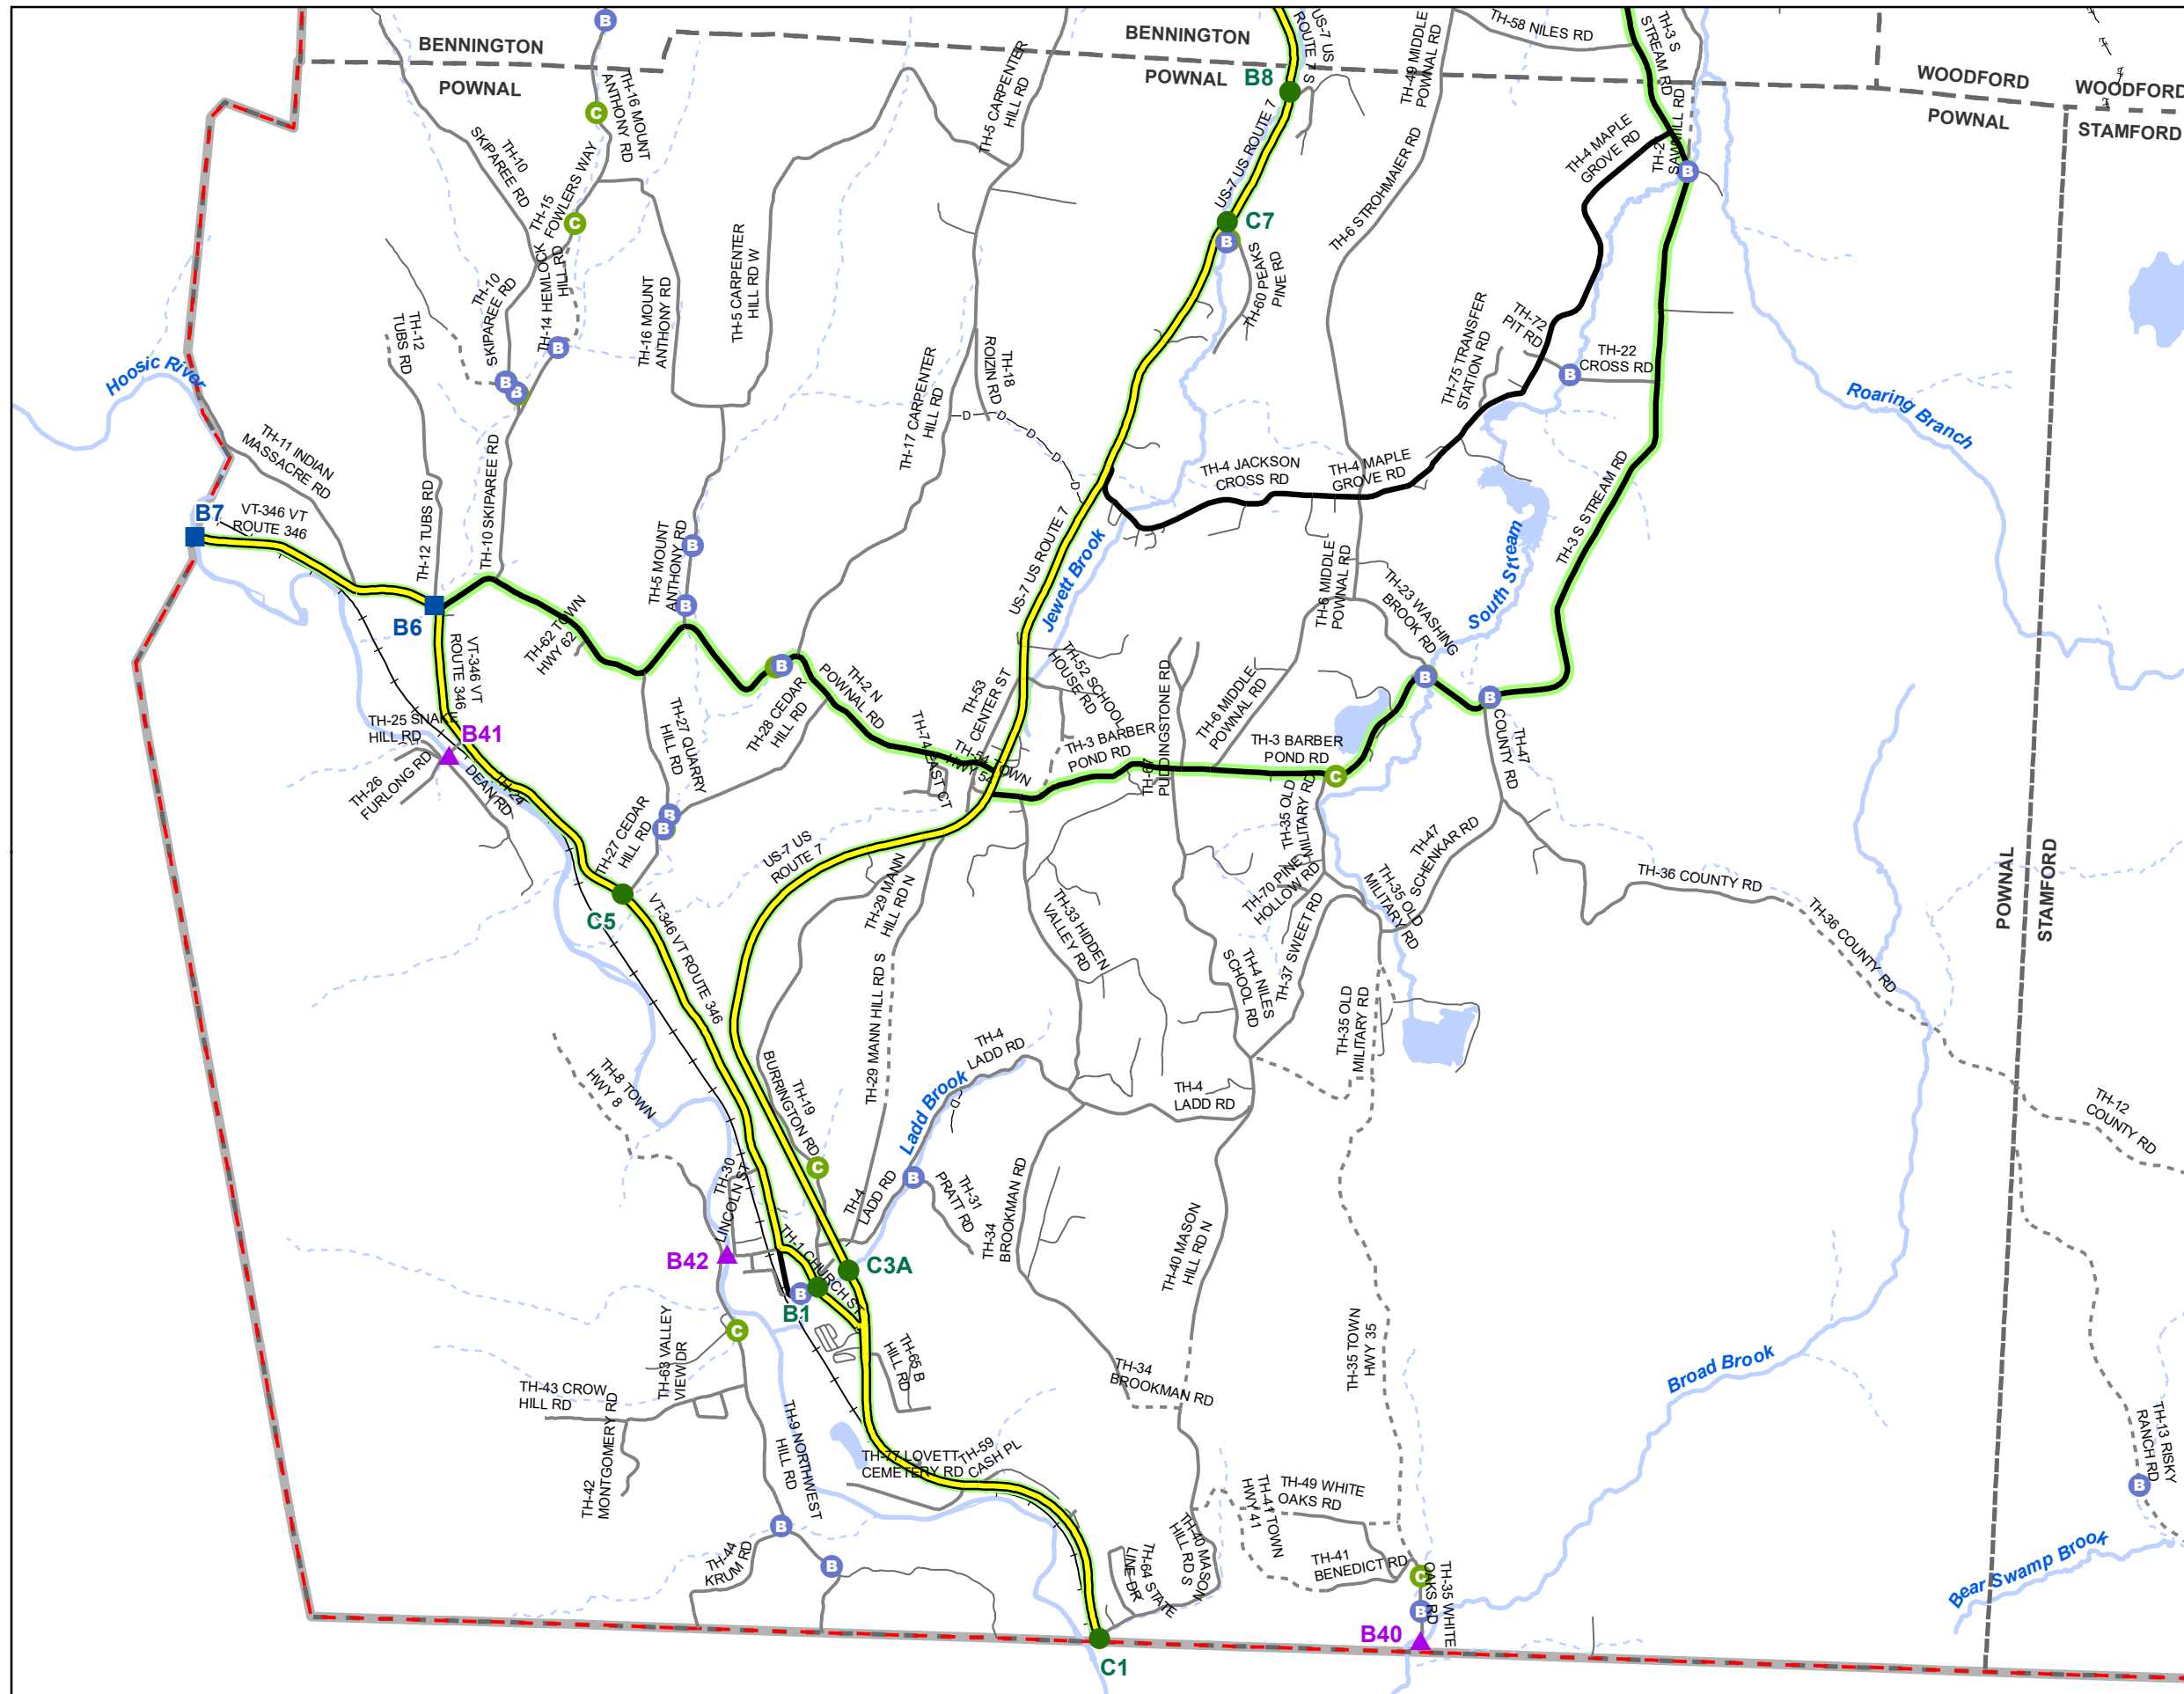 BENNINGTON
POWNAL
BENNINGTON
POWNAL
WOODFORD
POWNAL
WOODFORD
STAMFORD
POWNAL
STAMFORD
B
C
TH-16 MOUNT
ANTHONY RD
TH-10
SKIPAREE RD
TH-15
FOWLERS WAY
C
TH-5 CARPENTER
HILL RD
US-7 US
ROUTE 7 S
B8
US-7 US ROUTE 7
C7
B
TH-60 PEAKS
PINE RD
TH-49 MIDDLE
POWNAL RD
TH-58 NILES RD
TH-3 S
STREAM RD
SAWMILL RD
B
TH-4 MAPLE
GROVE RD
TH-6 STROHMAIER RD
TH-10
SKIPAREE RD
TH-14 HEMLOCK
HILL RD
B
B
B
TH-12
TUBS RD
TH-16 MOUNT
ANTHONY RD
TH-5 CARPENTER
HILL RD W
TH-17 CARPENTER
HILL RD
TH-18
ROIZIN RD
D
D
D
D
D
D
TH-75 TRANSFER
STATION RD
TH-72
PIT RD
TH-22
CROSS RD
B
Roaring Branch
Hoosic River
TH-11 INDIAN
MASSACRE RD
B7
VT-346 VT
ROUTE 346
TH-12 TUBS RD
TH-10 SKIPAREE RD
B6
TH-62 TOWN
HWY 62
TH-5 MOUNT
ANTHONY RD
B
B
US-7 US ROUTE 7
Jewett Brook
TH-4 JACKSON
CROSS RD
TH-4 MAPLE
GROVE RD
South Stream
TH-3 S STREAM RD
TH-6 MIDDLE
POWNAL RD
TH-23 WASHING
BROOK RD
B
B
VT-346 VT
ROUTE 346
TH-25 SNAKE
HILL RD
B41
TH-26
FURLONG RD
TH-24
DEAN RD
TH-27 QUARRY
HILL RD
TH-28 CEDAR
HILL RD
B
TH-2 N
POWNAL RD
TH-74 EAST CT
TH-54 TOWN
HWY 54
TH-53
CENTER ST
TH-52 SCHOOL
HOUSE RD
TH-3 BARBER
POND RD
TH-67
PUDDINGSTONE RD
TH-6 MIDDLE
POWNAL RD
TH-3 BARBER
POND RD
C
TH-47
COUNTY RD
TH-27 CEDAR
HILL RD
B
B
C5
US-7 US
ROUTE 7
TH-29 MANN
HILL RD N
TH-33 HIDDEN
VALLEY RD
TH-35 OLD
MILITARY RD
TH-70 PINE
HOLLOW RD
TH-37 SWEET RD
TH-35 OLD
MILITARY RD
TH-47
SCHENKAR RD
TH-36 COUNTY RD
TH-36 COUNTY RD
VT-346 VT ROUTE 346
TH-29 MANN HILL RD S
TH-4 NILES
SCHOOL RD
TH-35 OLD
MILITARY RD
TH-8 TOWN
HWY 8
TH-19
BURRINGTON RD
C
TH-4
LADD RD
Ladd Brook
D
TH-4
LADD RD
TH-12
COUNTY RD
TH-30
LINCOLN ST
TH-4
LADD RD
B
TH-31
PRATT RD
TH-34
BROOKMAN RD
TH-40 MASON
HILL RD N
B42
TH-1 CHURCH ST
C3A
B
B1
C
TH-63 VALLEY
VIEW DR
TH-65 B
HILL RD
TH-34
BROOKMAN RD
TH-35 TOWN
HWY 35
Broad Brook
TH-43 CROW
HILL RD
TH-42
MONTGOMERY RD
TH-9 NORTHWEST
HILL RD
TH-77 LOVETT
CEMETERY RD
TH-59
CASH PL
TH-13 RISKY
RANCH RD
B
B
B
TH-44
KRUM RD
TH-64 STATE
LINE DR
TH-40 MASON
HILL RD S
TH-41 TOWN
HWY 41
TH-49 WHITE
OAKS RD
TH-41
BENEDICT RD
C
B
TH-35 WHITE
OAKS RD
B40
C1
Bear Swamp Brook